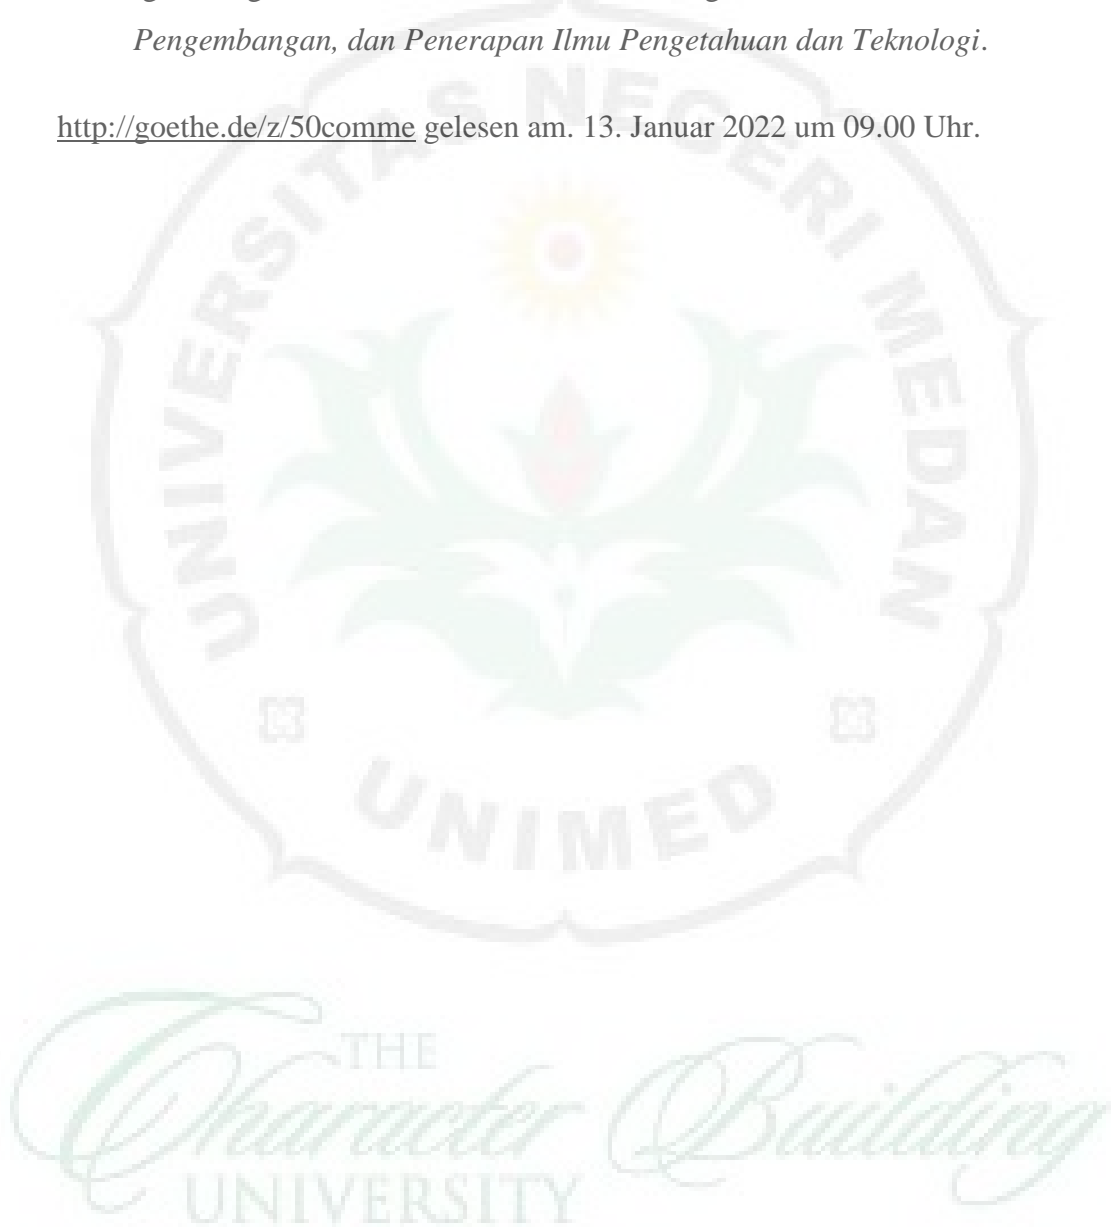 Pengembangan, dan Penerapan Ilmu Pengetahuan dan Teknologi.
http://goethe.de/z/50comme gelesen am. 13. Januar 2022 um 09.00 Uhr.
UNIVERSITAS NEGERI MEDAN
UNIMED
THE
Character Building
UNIVERSITY